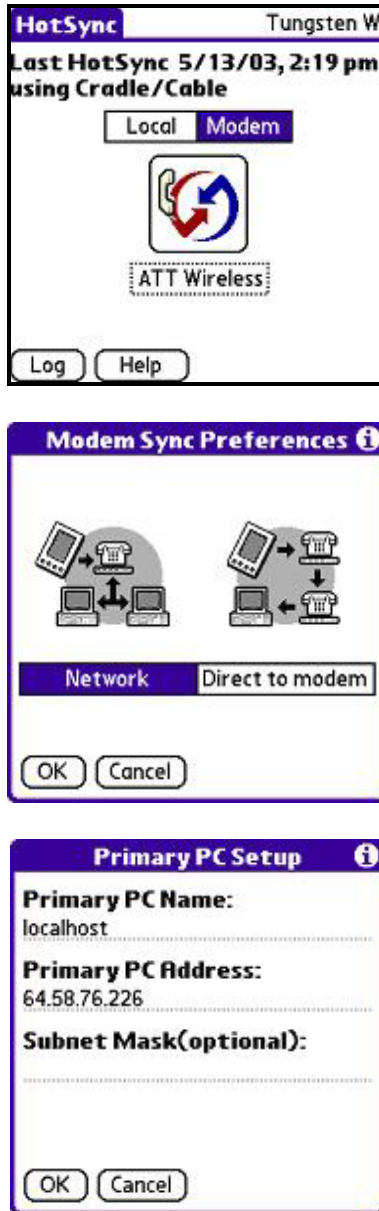 HotSync
Tungsten W
Last HotSync 5/13/03, 2:19 pm
using Cradle/Cable
Local Modem
ATT Wireless
Log Help
Modem Sync Preferences i
Network Direct to modem
OK Cancel
Primary PC Setup i
Primary PC Name:
localhost
Primary PC Address:
64.58.76.226
Subnet Mask(optional):
OK Cancel